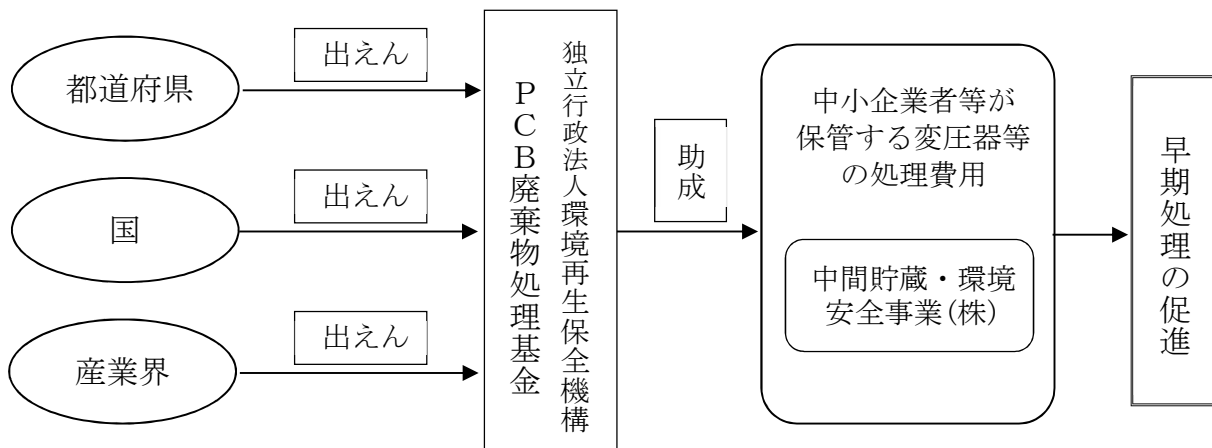 都道府県
出えん
国
出えん
産業界
出えん
独立行政法人環境再生保全機構
PCB廃棄物処理基金
助成
中小企業者等が
保管する変圧器等
の処理費用
中間貯蔵・環境
安全事業(株)
早期処理の促進